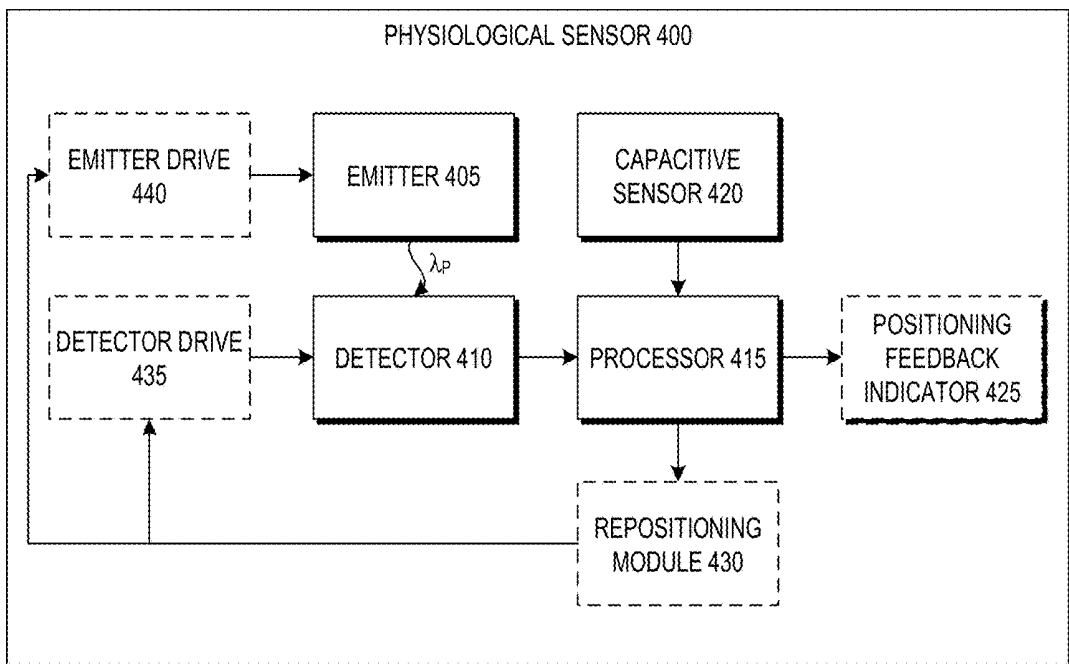 PHYSIOLOGICAL SENSOR 400
EMITTER DRIVE
440
EMITTER 405
CAPACITIVE
SENSOR 420
λP
DETECTOR DRIVE
435
DETECTOR 410
PROCESSOR 415
POSITIONING
FEEDBACK
INDICATOR 425
REPOSITIONING
MODULE 430